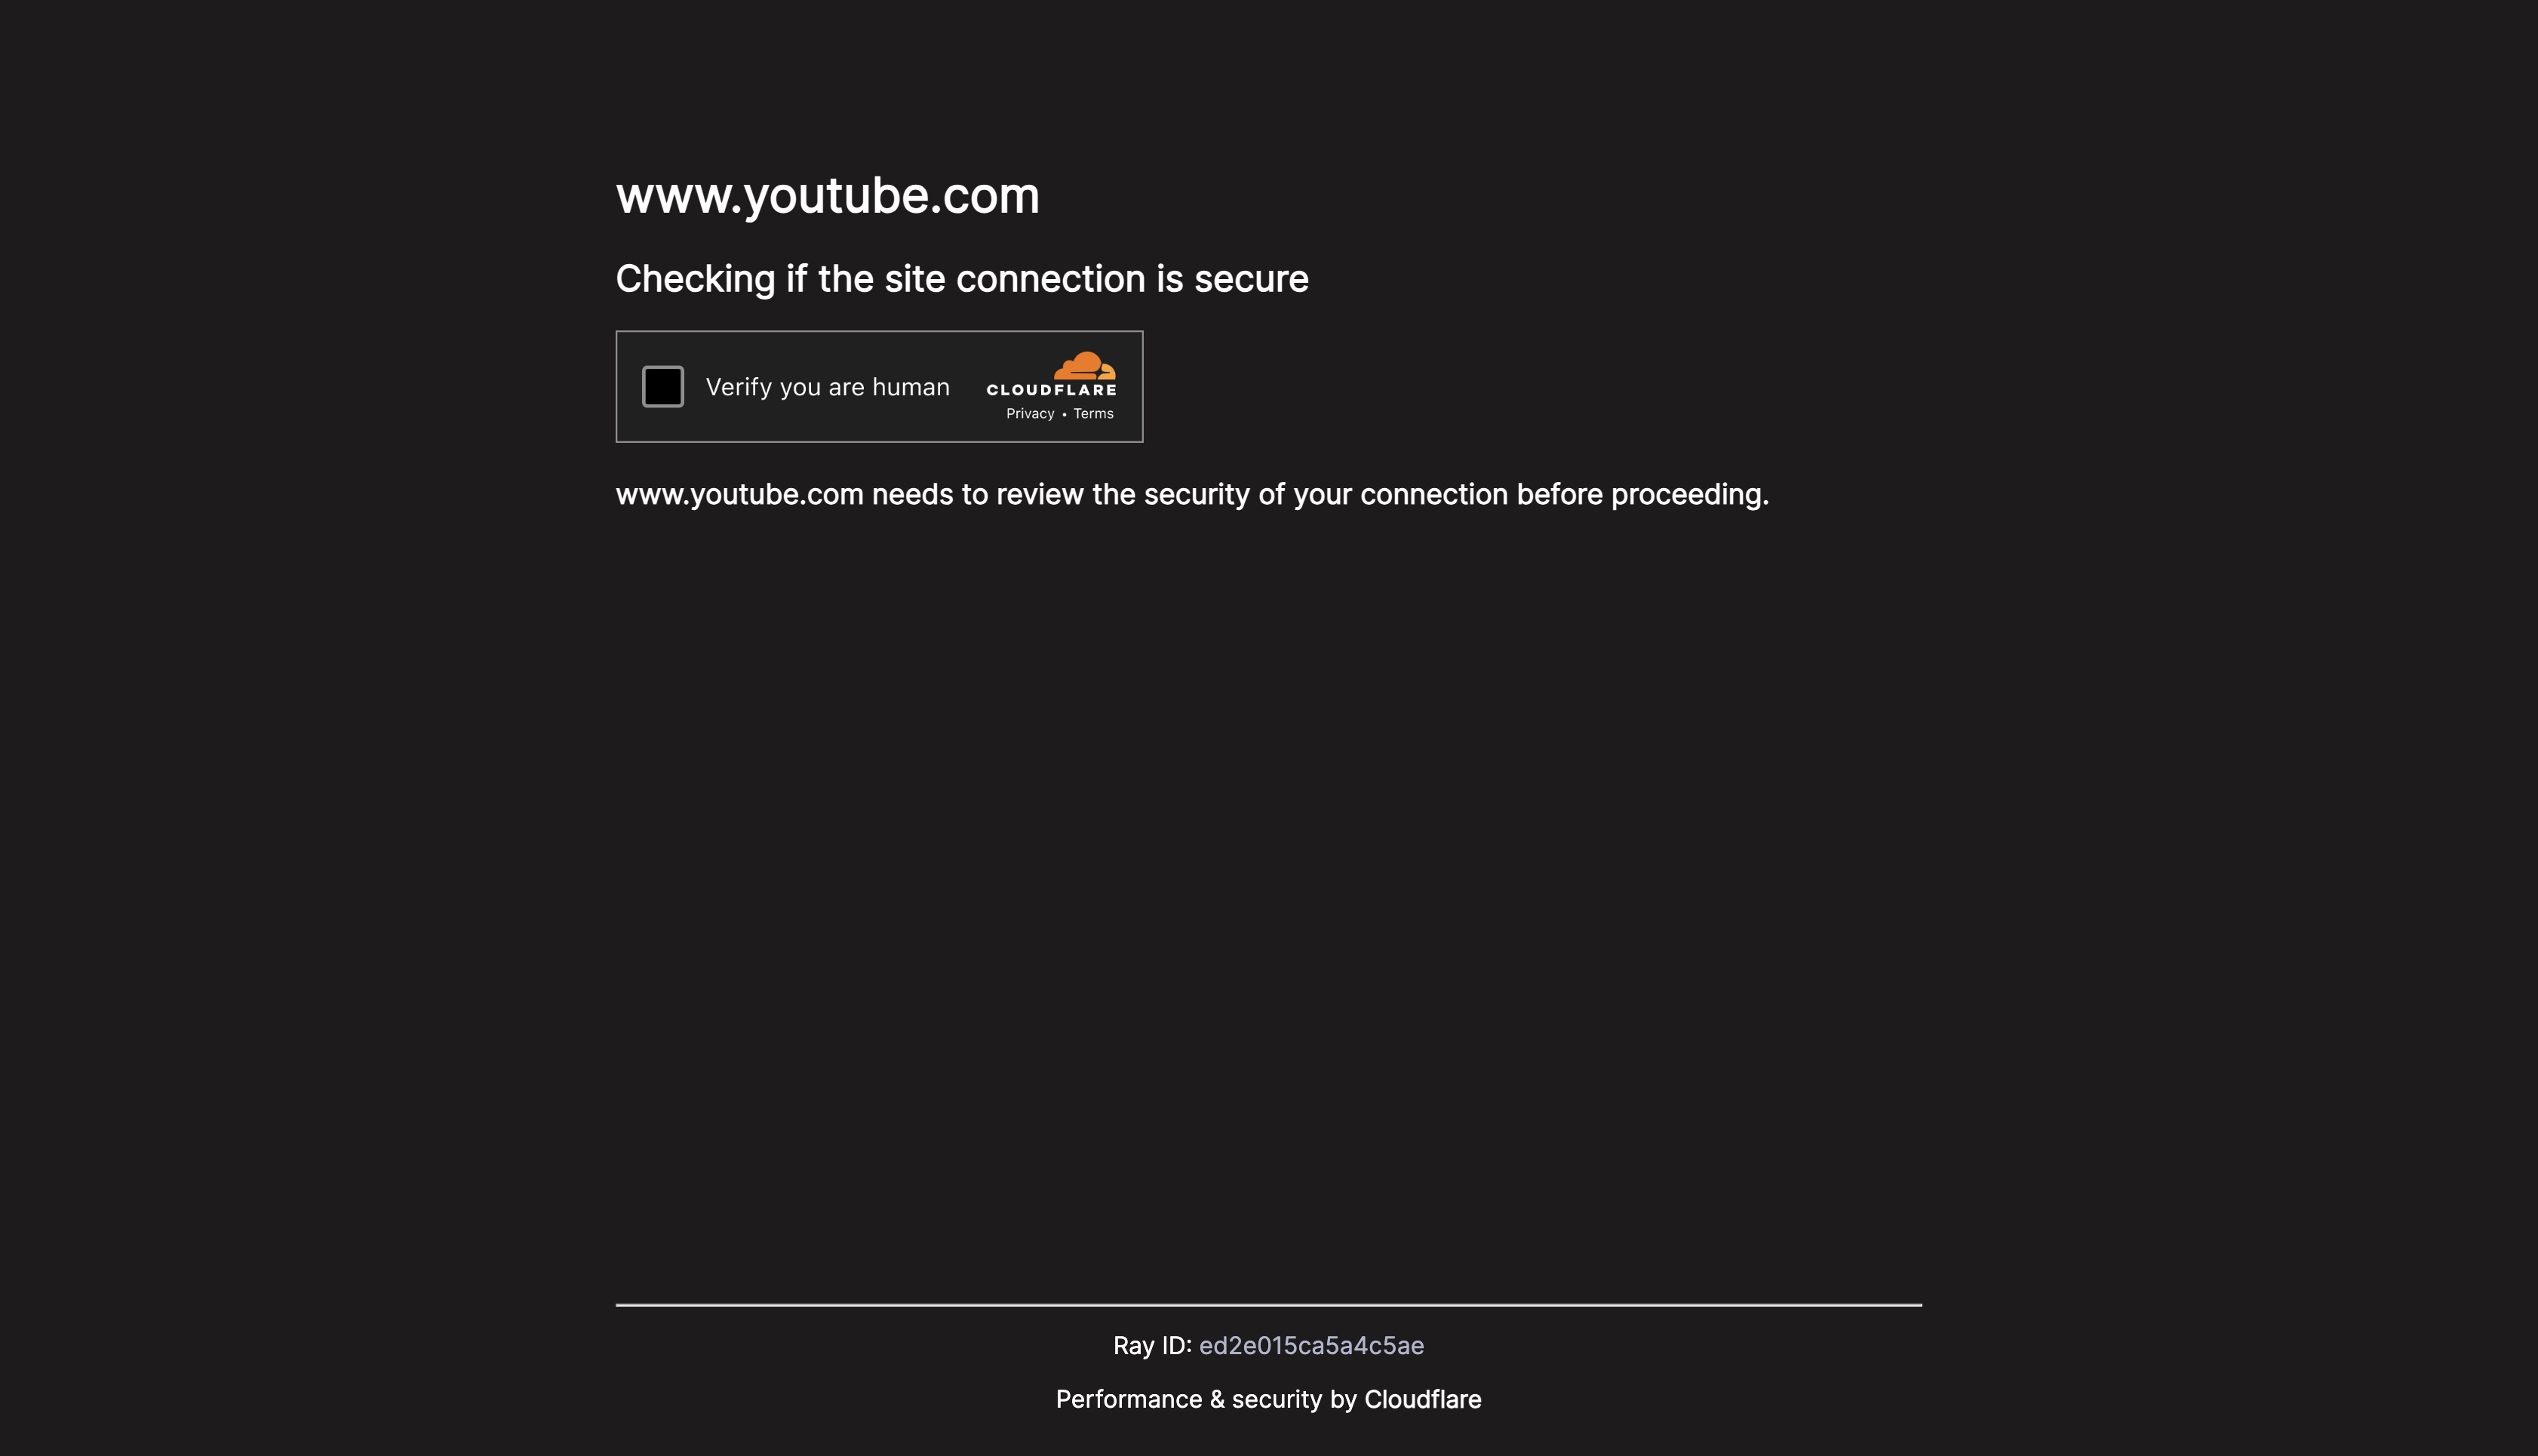 www.youtube.com
Checking if the site connection is secure
Verify you are human
CLOUDFLARE
Privacy • Terms
www.youtube.com needs to review the security of your connection before proceeding.
Ray ID: ed2e015ca5a4c5ae
Performance & security by Cloudflare